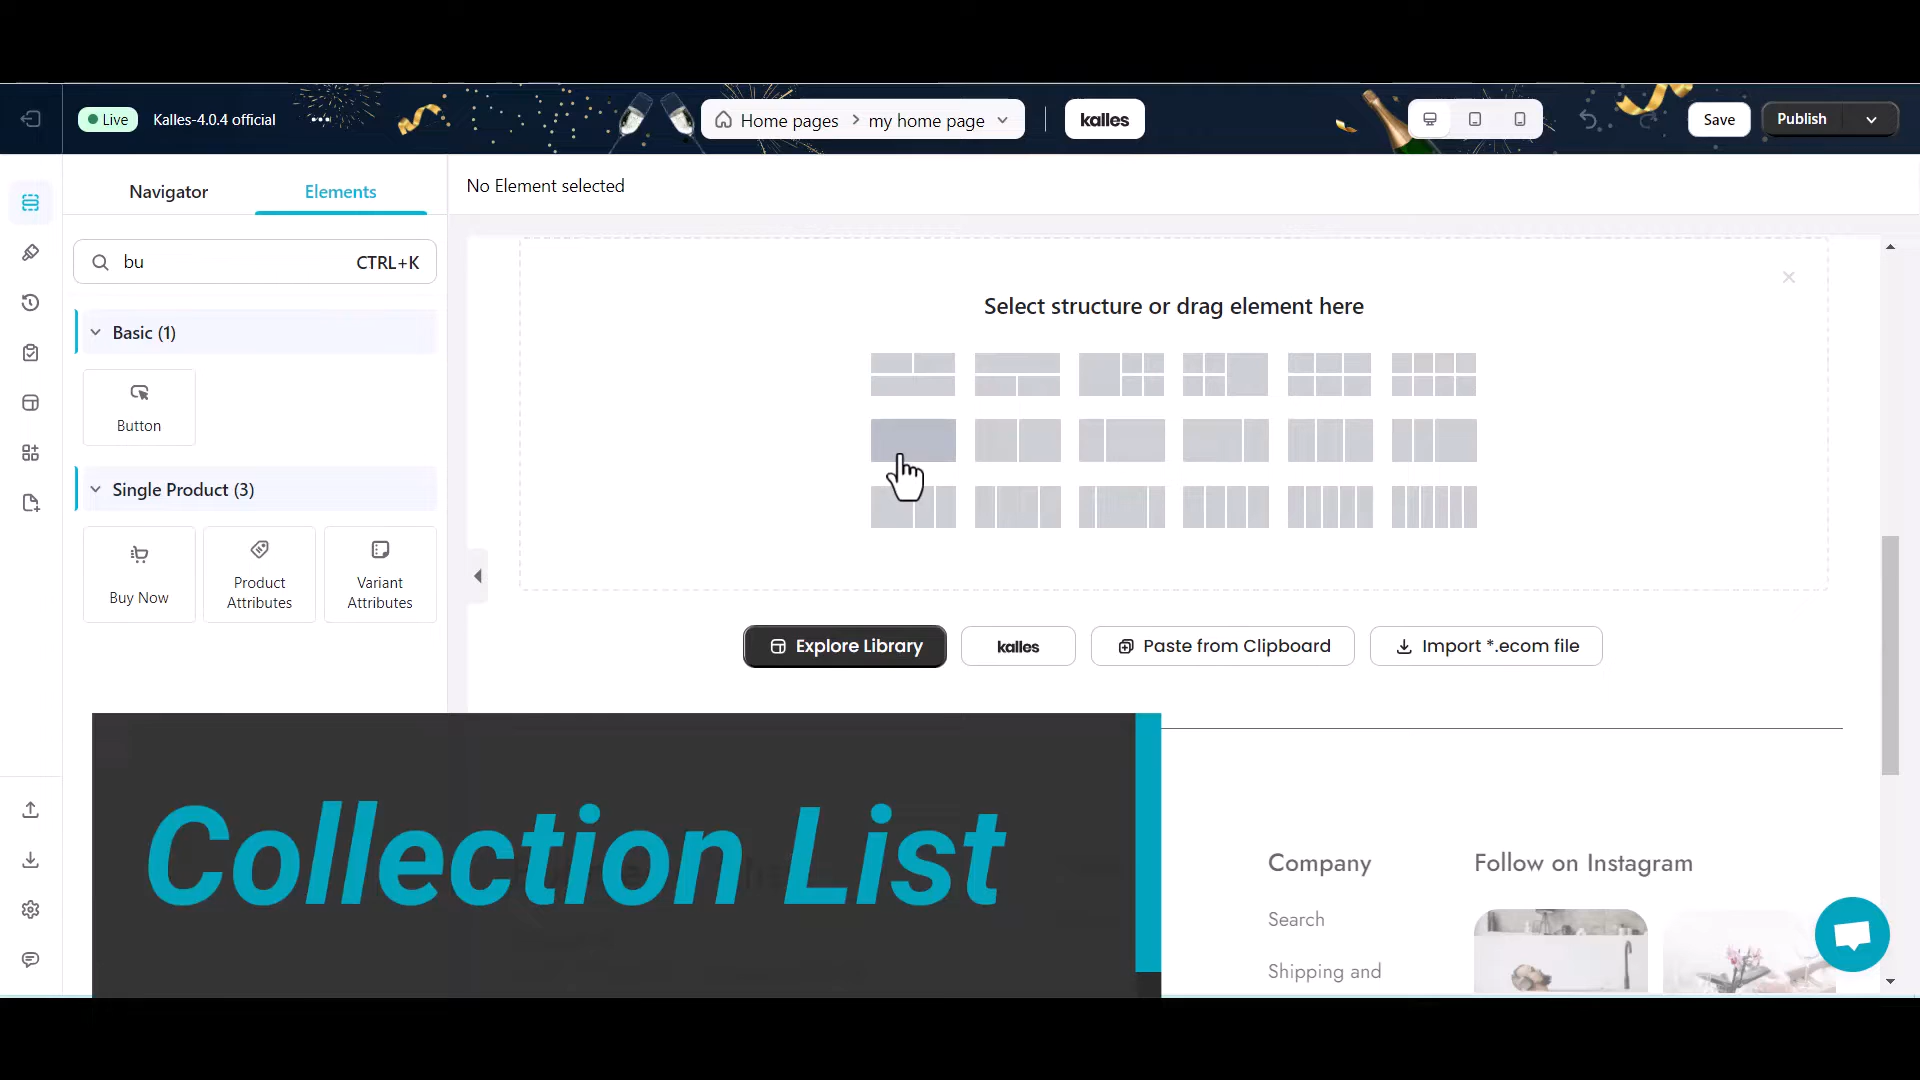 Live
Kalles-4.0.4 official
Home pages
my home page
kalles
Save
Publish
Navigator
Elements
No Element selected
bu
CTRL+K
Basic (1)
Button
Single Product (3)
Buy Now
Product
Attributes
Variant
Attributes
Select structure or drag element here
Explore Library
kalles
Paste from Clipboard
Import *.ecom file
Collection List
Company
Follow on Instagram
Search
Shipping and